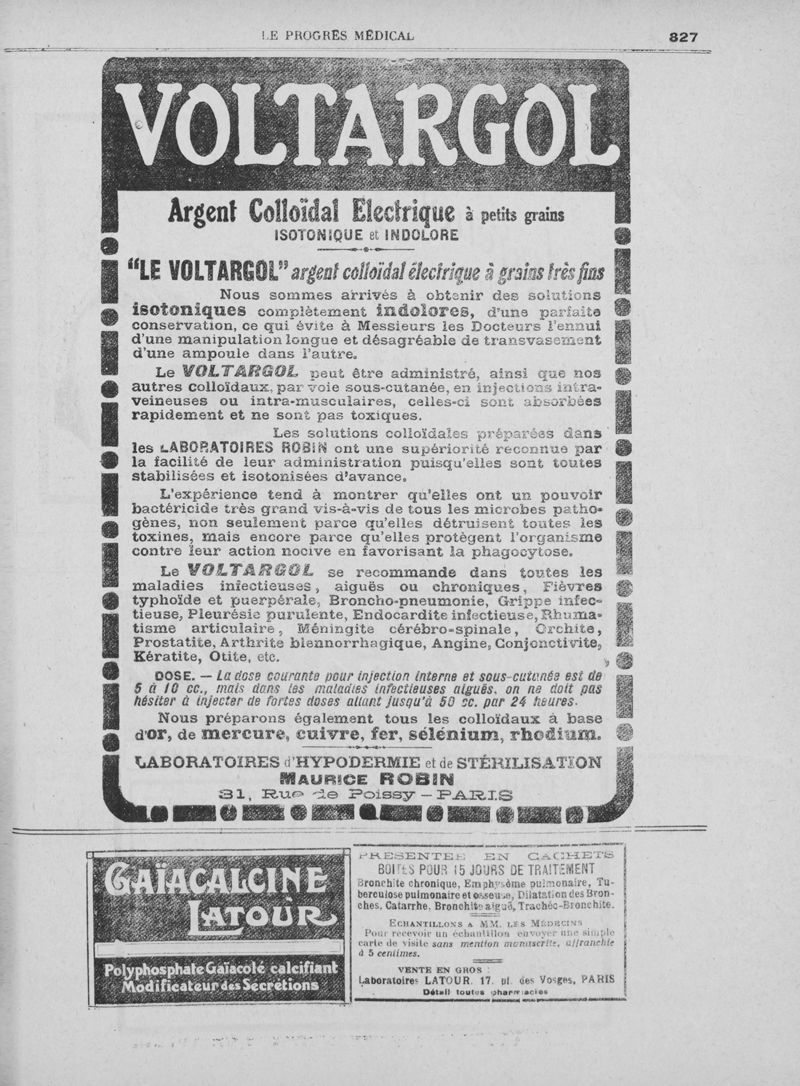 LE PROGRÈS MÉDICAL
827
VOLTARGOL
Argent Colloïdal Electrique à petits grains
ISOTONIQUE et INDOLORE
"LE VOLTARGOL" argent colloïdal électrique à grains très fins
Nous sommes arrivés à obtenir des solutions
isotoniques complètement indolores, d'une parfaite
conservation, ce qui évite à Messieurs les Docteurs l'ennui
d'une manipulation longue et désagréable de transvasement
d'une ampoule dans l'autre.
Le VOLTARGOL peut être administré, ainsi que nos
autres colloïdaux, par voie sous-cutanée, en injections intra-
veineuses ou intra-musculaires, celles-ci sont absorbées
rapidement et ne sont pas toxiques.
Les solutions colloïdales préparées dans
les LABORATOIRES ROBIN ont une supériorité reconnue par
la facilité de leur administration puisqu'elles sont toutes
stabilisées et isotonisées d'avance.
L'expérience tend à montrer qu'elles ont un pouvoir
bactéricide très grand vis-à-vis de tous les microbes patho-
gènes, non seulement parce qu'elles détruisent toutes les
toxines, mais encore parce qu'elles protègent l'organisme
contre leur action nocive en favorisant la phagocytose.
Le VOLTARGOL se recommande dans toutes les
maladies infectieuses, aiguës ou chroniques, Fièvres
typhoïde et puerpérale, Broncho-pneumonie, Grippe infec-
tieuse, Pleurésie purulente, Endocardite infectieuse, Rhuma-
tisme articulaire, Méningite cérébro-spinale, Orchite,
Prostatite, Arthrite blennorrhagique, Angine, Conjonctivite,
Kératite, Otite, etc.
DOSE. — La dose courante pour injection interne et sous-cutanée est de
5 à 10 cc., mais dans les maladies infectieuses aiguës, on ne doit pas
hésiter à injecter de fortes doses allant jusqu'à 50 cc. par 24 heures.
Nous préparons également tous les colloïdaux à base
d'or, de mercure, cuivre, fer, sélénium, rhodium.
LABORATOIRES d'HYPODERMIE et de STÉRILISATION
MAURICE ROBIN
31, Rue de Poissy — PARIS
GAÏACALCINE
LATOUR
Polyphosphate Gaïacolé calcifiant
Modificateur des Sécrétions
PRÉSENTÉE EN CACHETS
BOITES POUR 15 JOURS DE TRAITEMENT
Bronchite chronique, Emphysème pulmonaire, Tu-
berculose pulmonaire et osseuse, Dilatation des Bron-
ches, Catarrhe, Bronchite aiguë, Trachéo-Bronchite.
ECHANTILLONS A MM. LES MÉDECINS
Pour recevoir un échantillon envoyer une simple
carte de visite sans mention manuscrite, affranchie
à 5 centimes.
VENTE EN GROS :
Laboratoires LATOUR. 17. pl. des Vosges, PARIS
Détail toutes pharmacies